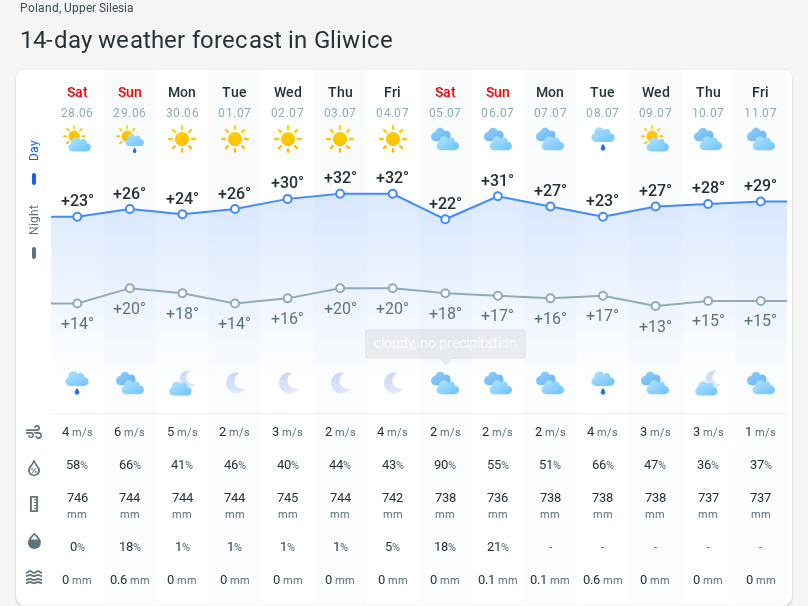 Poland, Upper Silesia
14-day weather forecast in Gliwice
Sat Sun Mon Tue Wed Thu Fri Sat Sun Mon Tue Wed Thu Fri
28.06 29.06 30.06 01.07 02.07 03.07 04.07 05.07 06.07 07.07 08.07 09.07 10.07 11.07
Day
+23° +26° +24° +26° +30° +32° +32° +22° +31° +27° +23° +27° +28° +29°
Night
+14° +20° +18° +14° +16° +20° +20° +18° +17° +16° +17° +13° +15° +15°
cloudy, no precipitation
4 m/s 6 m/s 5 m/s 2 m/s 3 m/s 2 m/s 4 m/s 2 m/s 2 m/s 2 m/s 4 m/s 3 m/s 3 m/s 1 m/s
58% 66% 41% 46% 40% 44% 43% 90% 55% 51% 66% 47% 36% 37%
746 744 744 744 745 744 742 738 736 738 738 738 737 737
mm mm mm mm mm mm mm mm mm mm mm mm mm mm
0% 18% 1% 1% 1% 1% 5% 18% 21% - - - - -
0 mm 0.6 mm 0 mm 0 mm 0 mm 0 mm 0 mm 0 mm 0.1 mm 0.1 mm 0.6 mm 0 mm 0 mm 0 mm